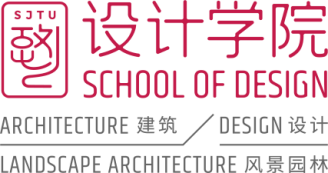 SJTU
设计学院
SCHOOL OF DESIGN
ARCHITECTURE 建筑 / DESIGN 设计
LANDSCAPE ARCHITECTURE 风景园林